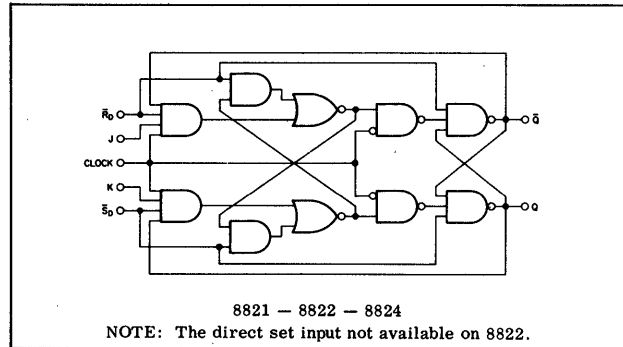 R̅D
J
CLOCK
K
S̅D
Q̅
Q
8821 — 8822 — 8824
NOTE: The direct set input not available on 8822.